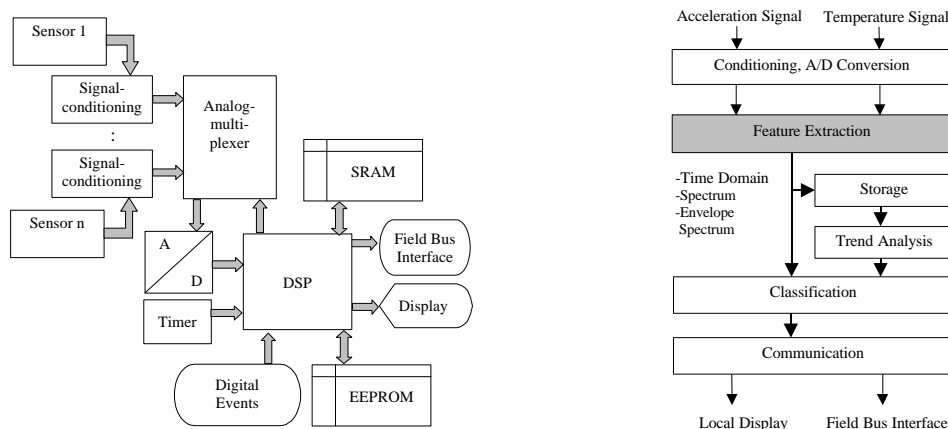 Sensor 1
Signal-
conditioning
:
Signal-
conditioning
Sensor n
Analog-
multi-
plexer
A
D
Timer
DSP
SRAM
Field Bus
Interface
Display
Digital
Events
EEPROM
Acceleration Signal
Temperature Signal
Conditioning, A/D Conversion
Feature Extraction
-Time Domain
-Spectrum
-Envelope
Spectrum
Storage
Trend Analysis
Classification
Communication
Local Display
Field Bus Interface